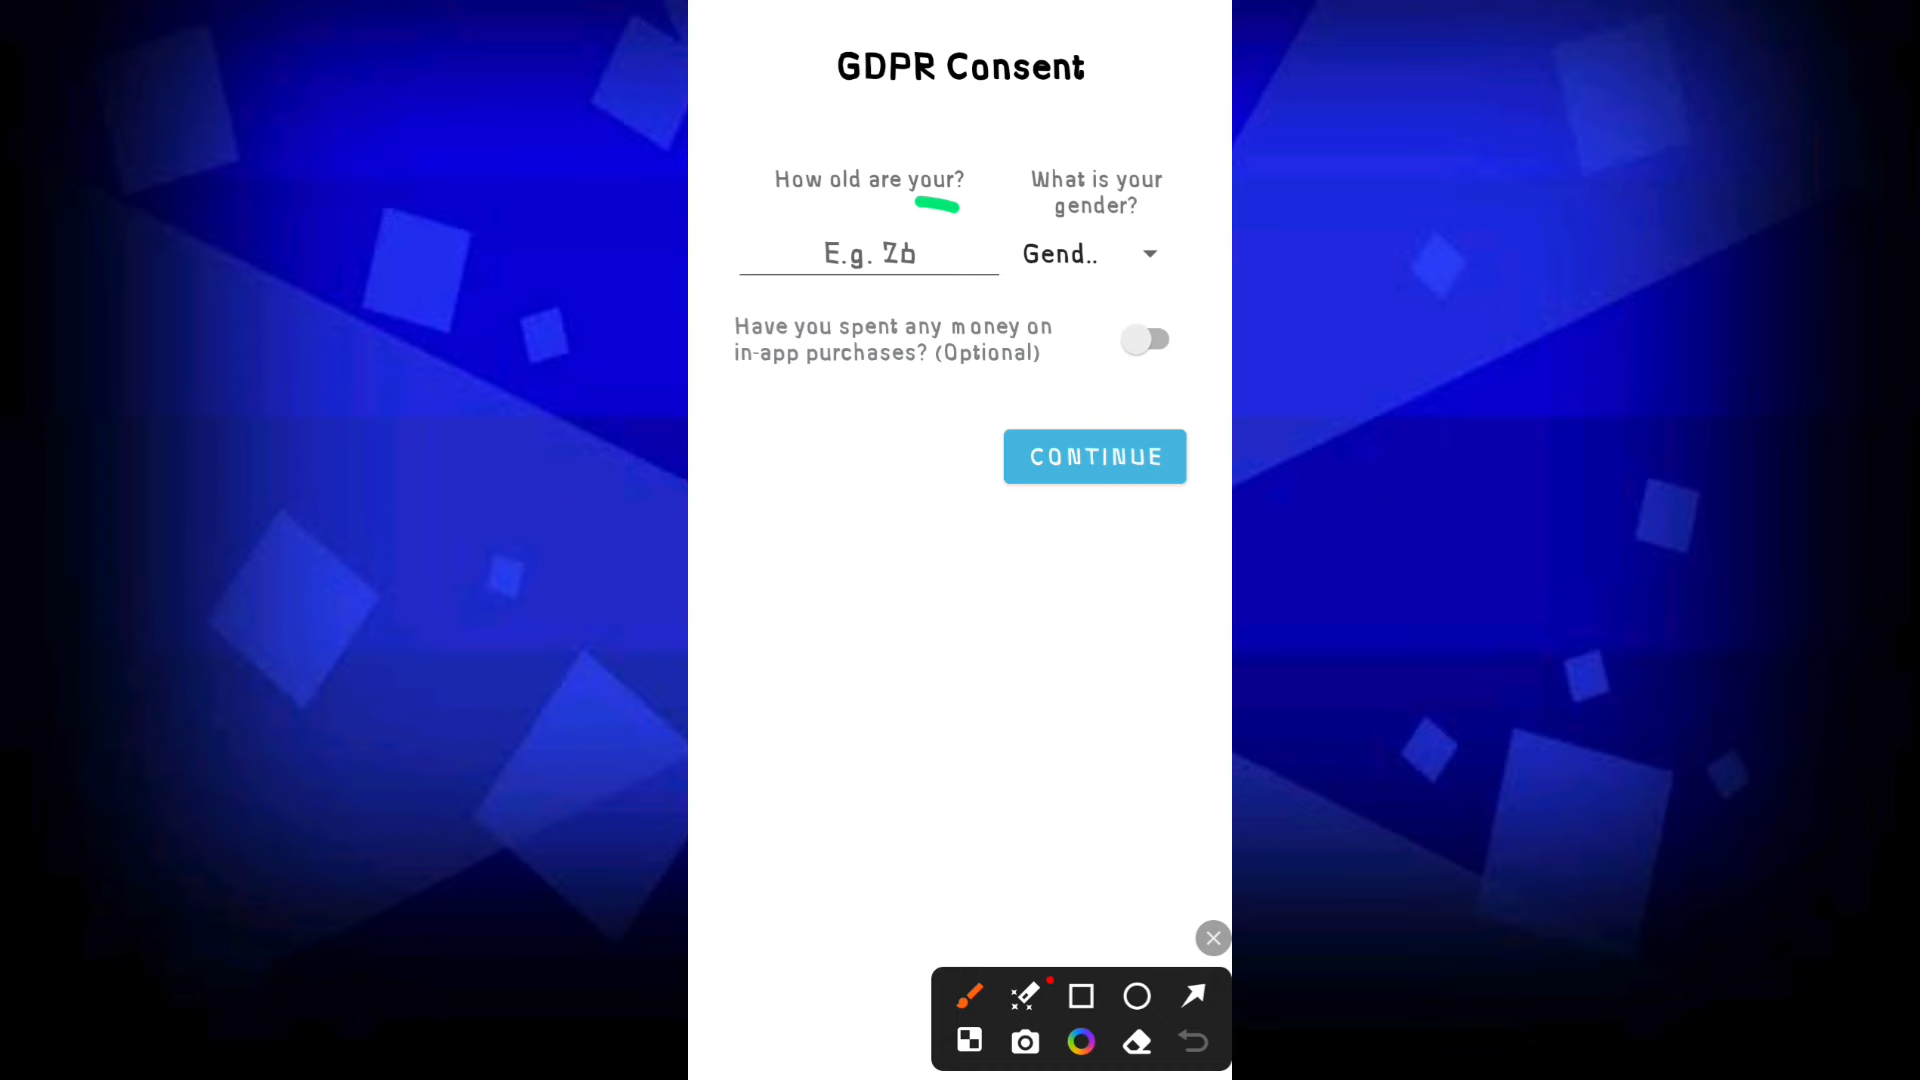 GDPR Consent
How old are your?
What is your
gender?
E.g. 26
Gend..
Have you spent any money on
in-app purchases? (Optional)
CONTINUE